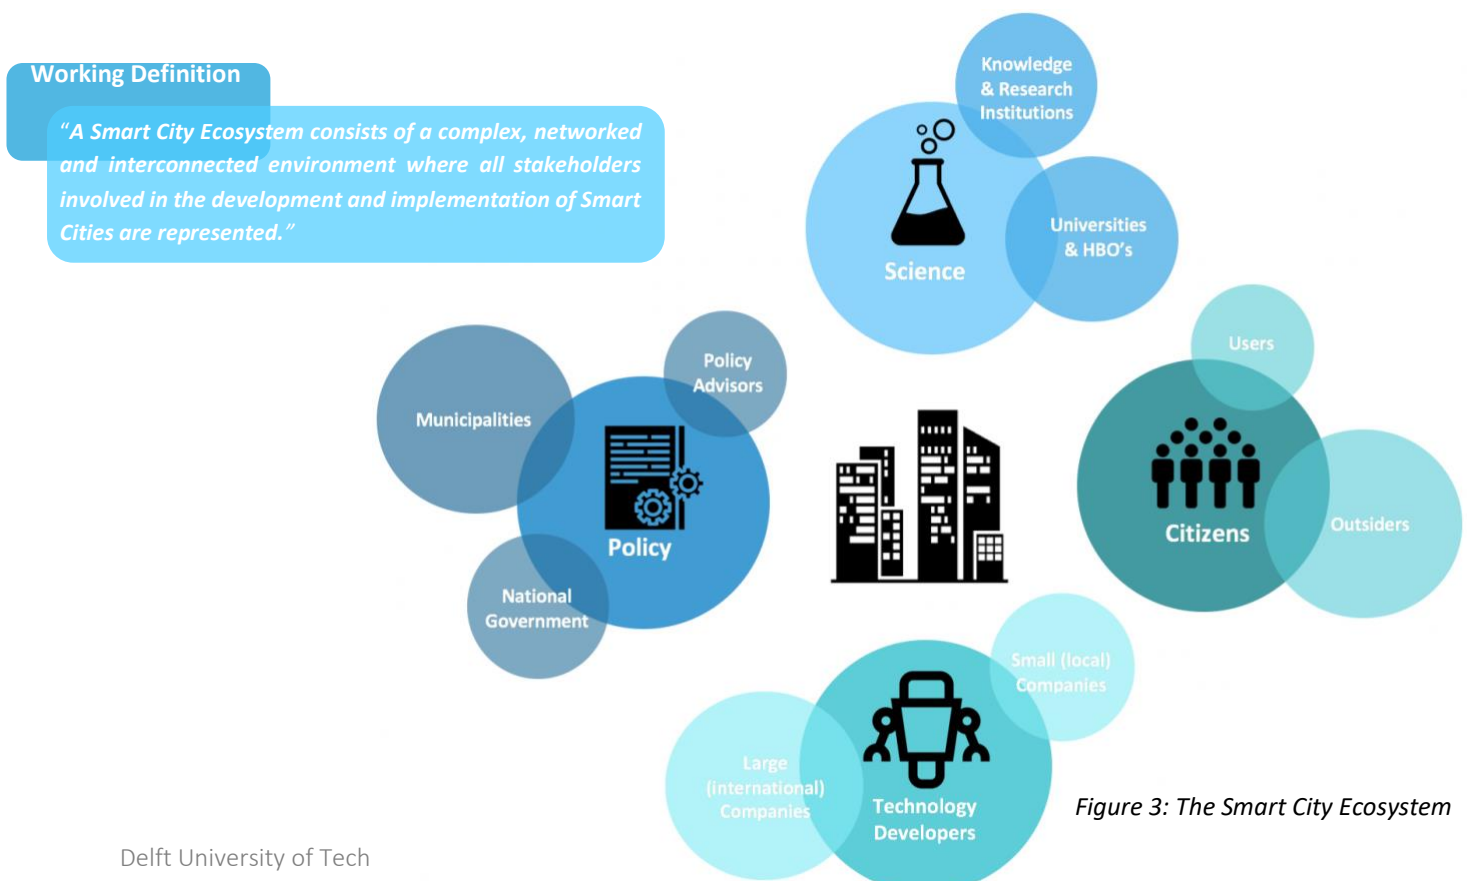 Working Definition
“A Smart City Ecosystem consists of a complex, networked
and interconnected environment where all stakeholders
involved in the development and implementation of Smart
Cities are represented.”
Knowledge
& Research
Institutions
Universities
& HBO's
Science
Users
Outsiders
Citizens
Policy
Advisors
Municipalities
Policy
National
Government
Small (local)
Companies
Large
(international)
Companies
Technology
Developers
Figure 3: The Smart City Ecosystem
Delft University of Tech